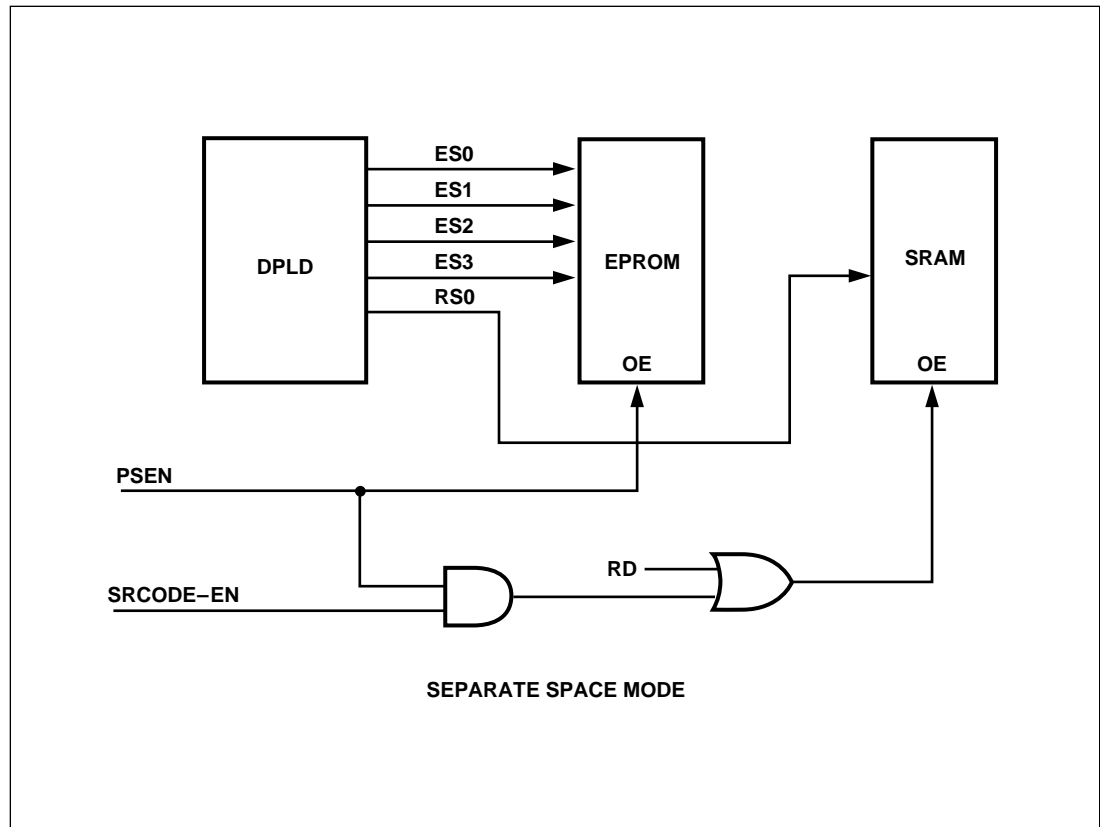 ES0
ES1
ES2
ES3
RS0
DPLD
EPROM
SRAM
OE
OE
PSEN
RD
SRCODE–EN
SEPARATE SPACE MODE